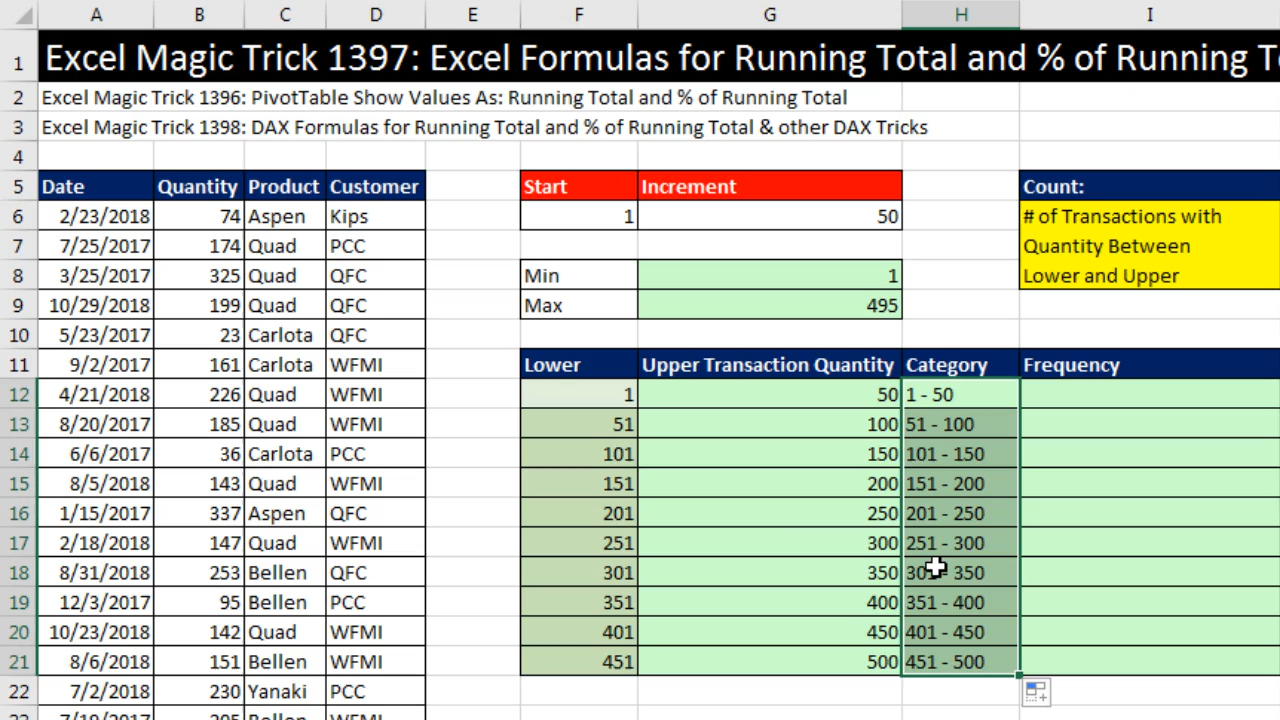 A B C D E F G H I
1 Excel Magic Trick 1397: Excel Formulas for Running Total and % of Running T
2 Excel Magic Trick 1396: PivotTable Show Values As: Running Total and % of Running Total
3 Excel Magic Trick 1398: DAX Formulas for Running Total and % of Running Total & other DAX Tricks
4
5 Date Quantity Product Customer Start Increment Count:
6 2/23/2018 74 Aspen Kips 1 50 # of Transactions with
7 7/25/2017 174 Quad PCC Quantity Between
8 3/25/2017 325 Quad QFC Min 1 Lower and Upper
9 10/29/2018 199 Quad QFC Max 495
10 5/23/2017 23 Carlota QFC
11 9/2/2017 161 Carlota WFMI Lower Upper Transaction Quantity Category Frequency
12 4/21/2018 226 Quad WFMI 1 50 1 - 50
13 8/20/2017 185 Quad WFMI 51 100 51 - 100
14 6/6/2017 36 Carlota PCC 101 150 101 - 150
15 8/5/2018 143 Quad WFMI 151 200 151 - 200
16 1/15/2017 337 Aspen QFC 201 250 201 - 250
17 2/18/2018 147 Quad WFMI 251 300 251 - 300
18 8/31/2018 253 Bellen QFC 301 350 301 - 350
19 12/3/2017 95 Bellen PCC 351 400 351 - 400
20 10/23/2018 142 Quad WFMI 401 450 401 - 450
21 8/6/2018 151 Bellen WFMI 451 500 451 - 500
22 7/2/2018 230 Yanaki PCC